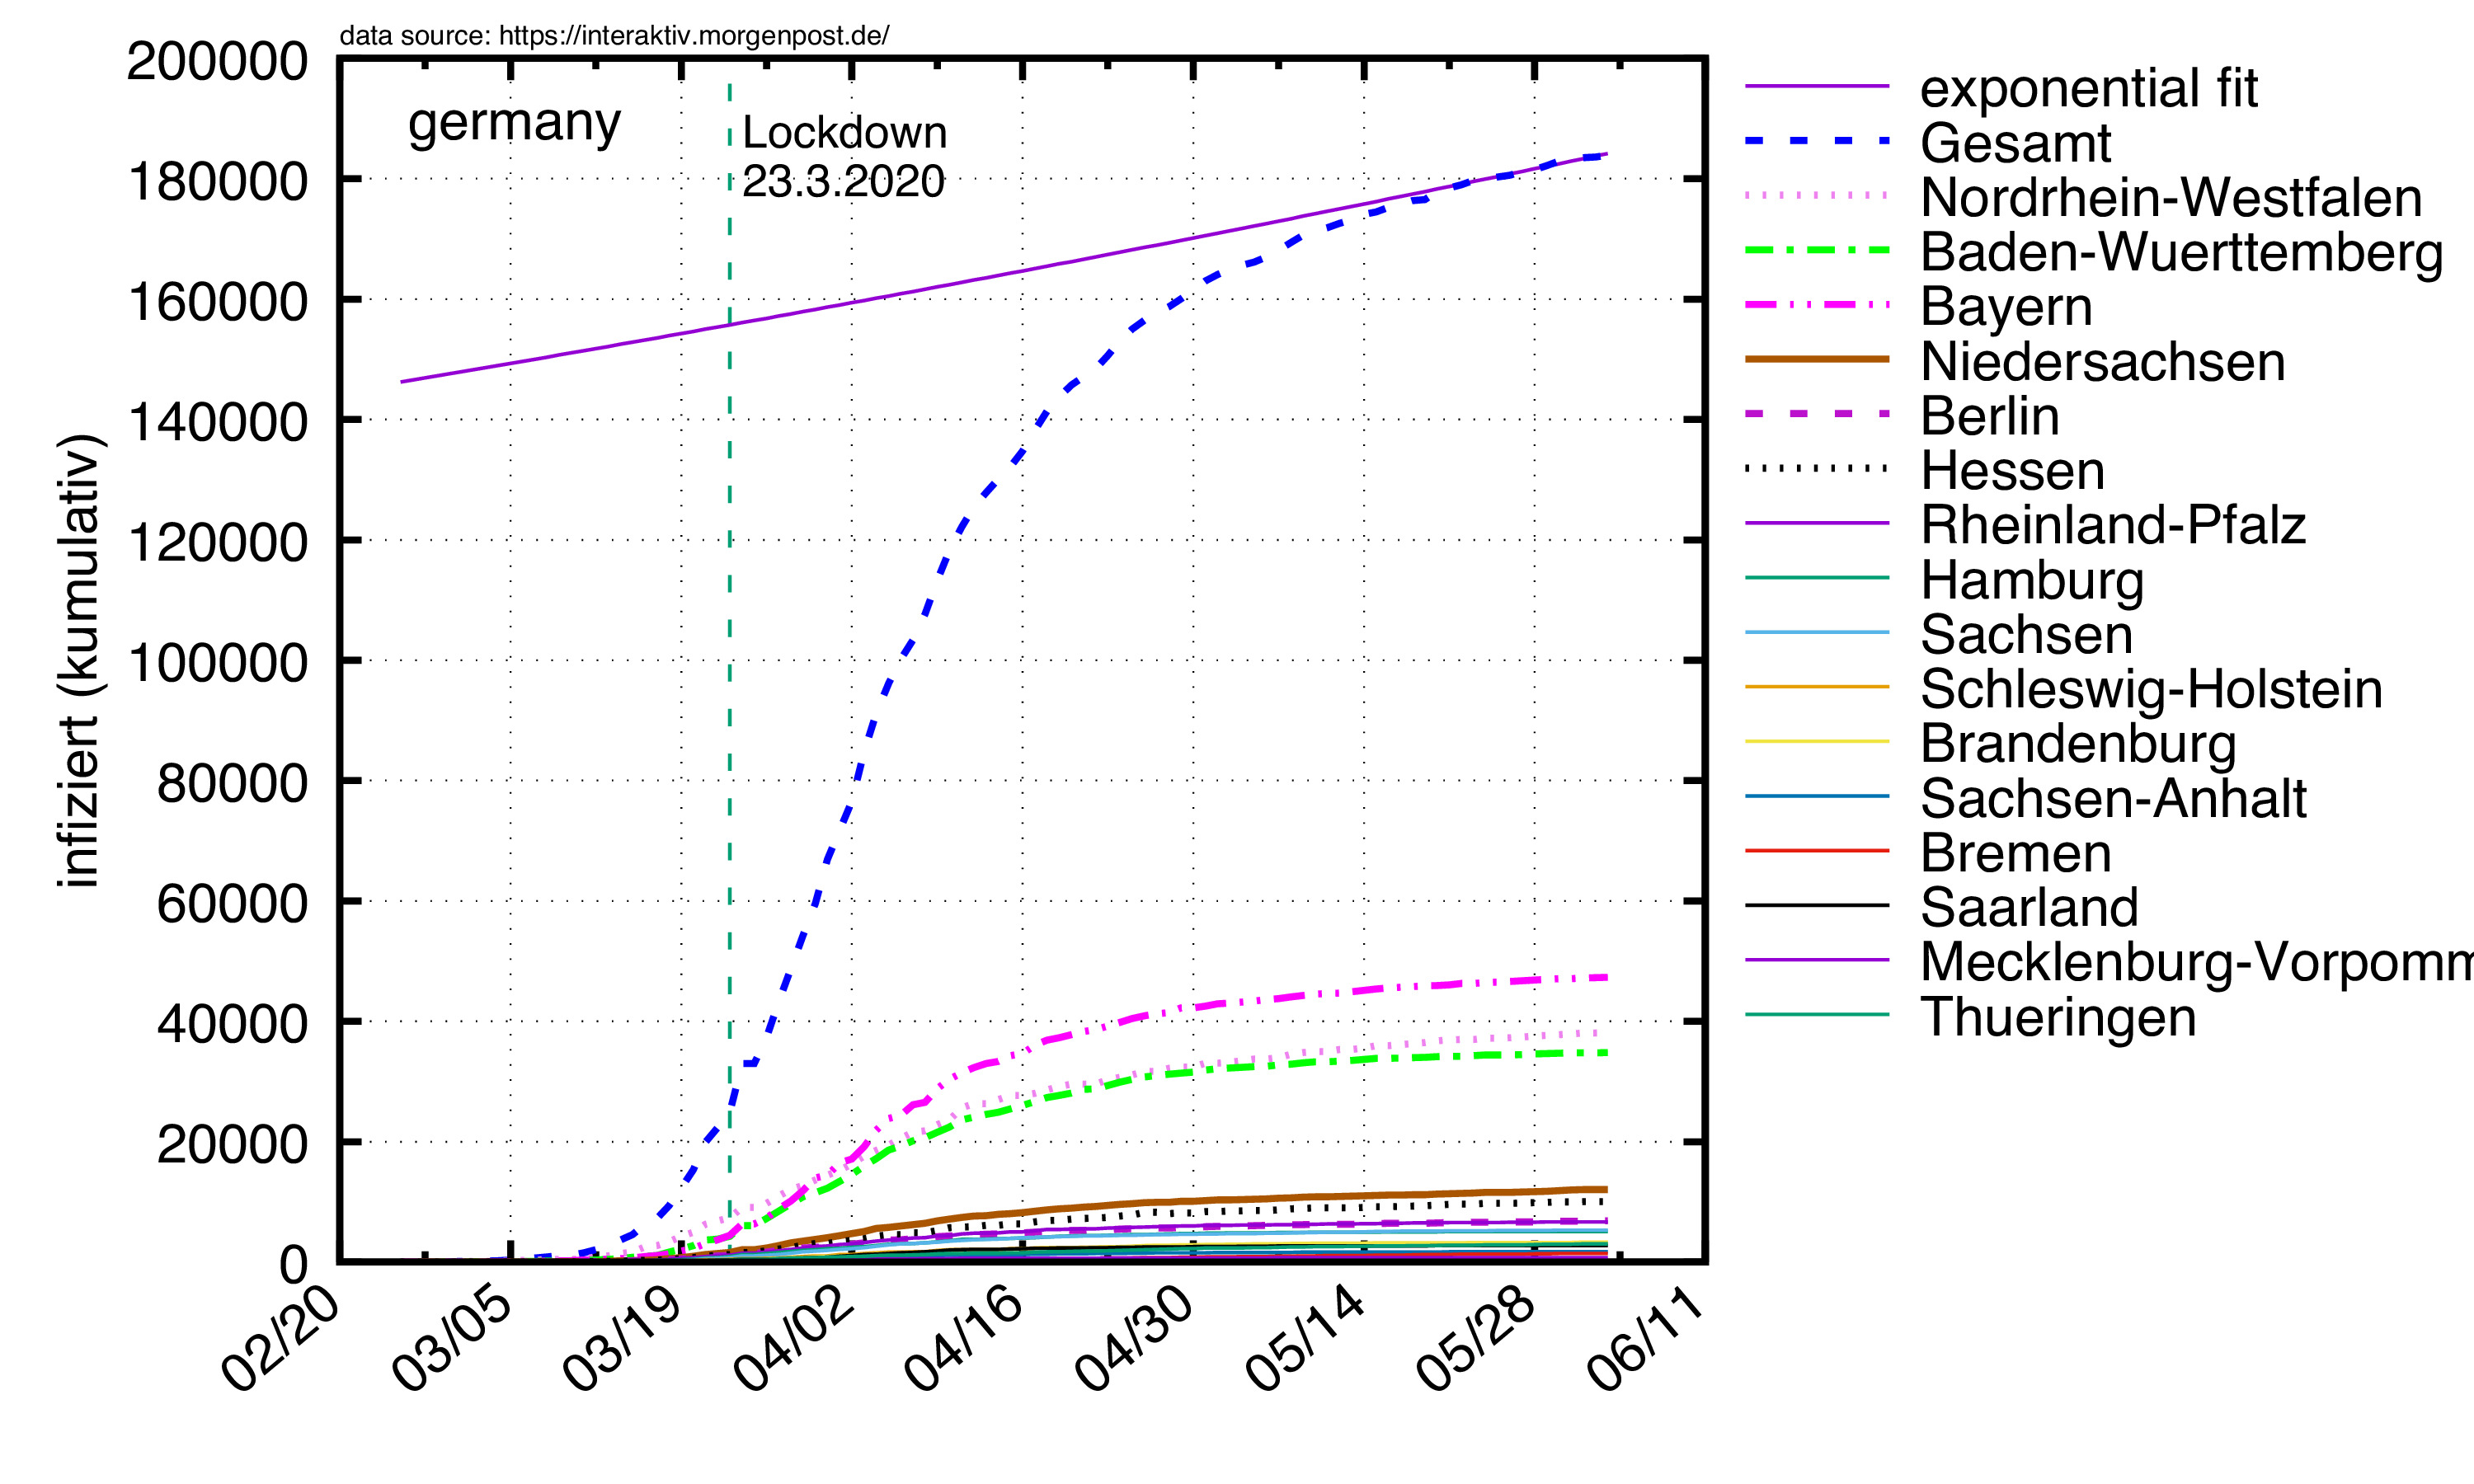 data source: https://interaktiv.morgenpost.de/
200000
180000
160000
140000
120000
100000
80000
60000
40000
20000
0
infiziert (kumulativ)
germany
Lockdown
23.3.2020
02/20
03/05
03/19
04/02
04/16
04/30
05/14
05/28
06/11
exponential fit
Gesamt
Nordrhein-Westfalen
Baden-Wuerttemberg
Bayern
Niedersachsen
Berlin
Hessen
Rheinland-Pfalz
Hamburg
Sachsen
Schleswig-Holstein
Brandenburg
Sachsen-Anhalt
Bremen
Saarland
Mecklenburg-Vorpomm
Thueringen